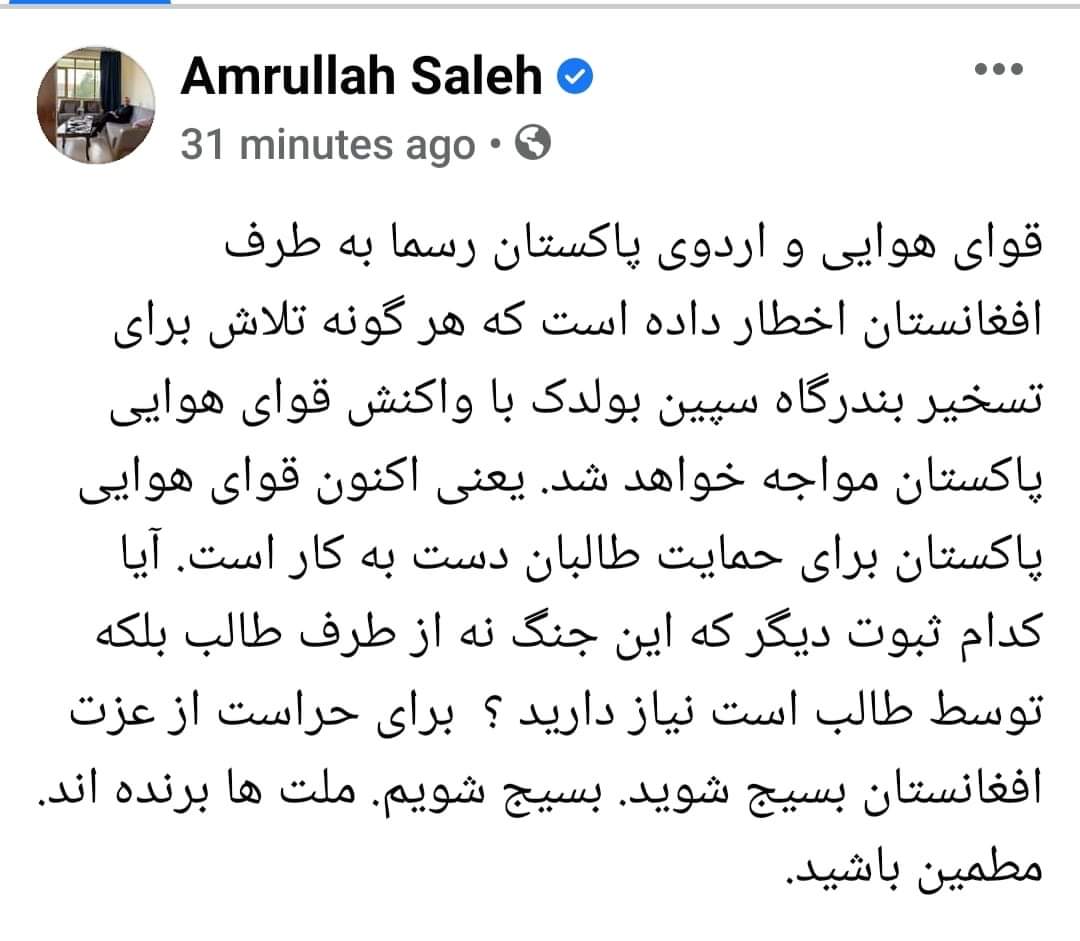 Amrullah Saleh
31 minutes ago •
قوای هوایی و اردوی پاکستان رسما به طرف
افغانستان اخطار داده است که هر گونه تلاش برای
تسخیر بندرگاه سپین بولدک با واکنش قوای هوایی
پاکستان مواجه خواهد شد. یعنی اکنون قوای هوایی
پاکستان برای حمایت طالبان دست به کار است. آیا
کدام ثبوت دیگر که این جنگ نه از طرف طالب بلکه
توسط طالب است نیاز دارید ؟ برای حراست از عزت
افغانستان بسیج شوید. بسیج شویم. ملت ها برنده اند.
مطمین باشید.